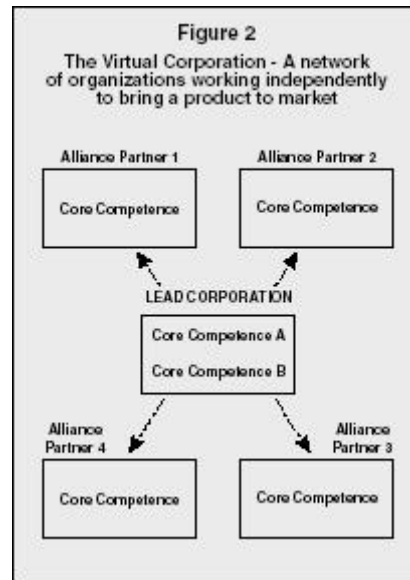 Figure 2
The Virtual Corporation - A network
of organizations working independently
to bring a product to market
Alliance Partner 1
Alliance Partner 2
Core Competence
Core Competence
LEAD CORPORATION
Core Competence A
Core Competence B
Alliance
Partner 4
Alliance
Partner 3
Core Competence
Core Competence